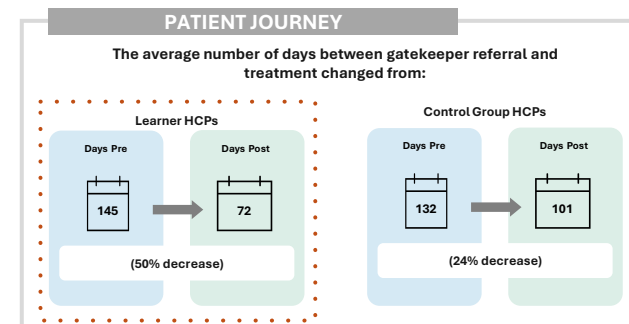 PATIENT JOURNEY
The average number of days between gatekeeper referral and
treatment changed from:
Learner HCPs
Days Pre
Days Post
145
72
(50% decrease)
Control Group HCPs
Days Pre
Days Post
132
101
(24% decrease)